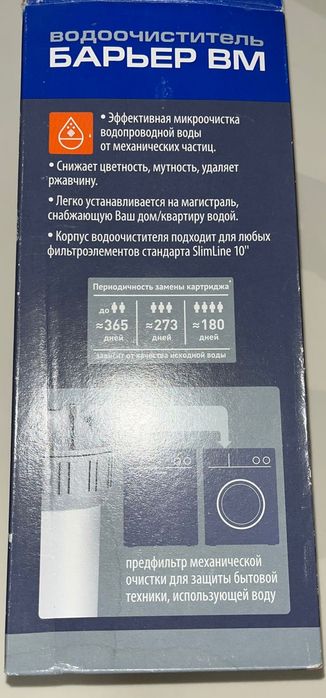 ВОДООЧИСТИТЕЛЬ
БАРЬЕР ВМ
• Эффективная микроочистка
водопроводной воды
от механических частиц.
• Снижает цветность, мутность, удаляет
ржавчину.
• Легко устанавливается на магистраль,
снабжающую Ваш дом/квартиру водой.
• Корпус водоочистителя подходит для любых
фильтроэлементов стандарта SlimLine 10"
Периодичность замены картриджа*
до
≈365 ≈273 ≈180
дней дней дней
*зависит от качества исходной воды
предфильтр механической
очистки для защиты бытовой
техники, использующей воду